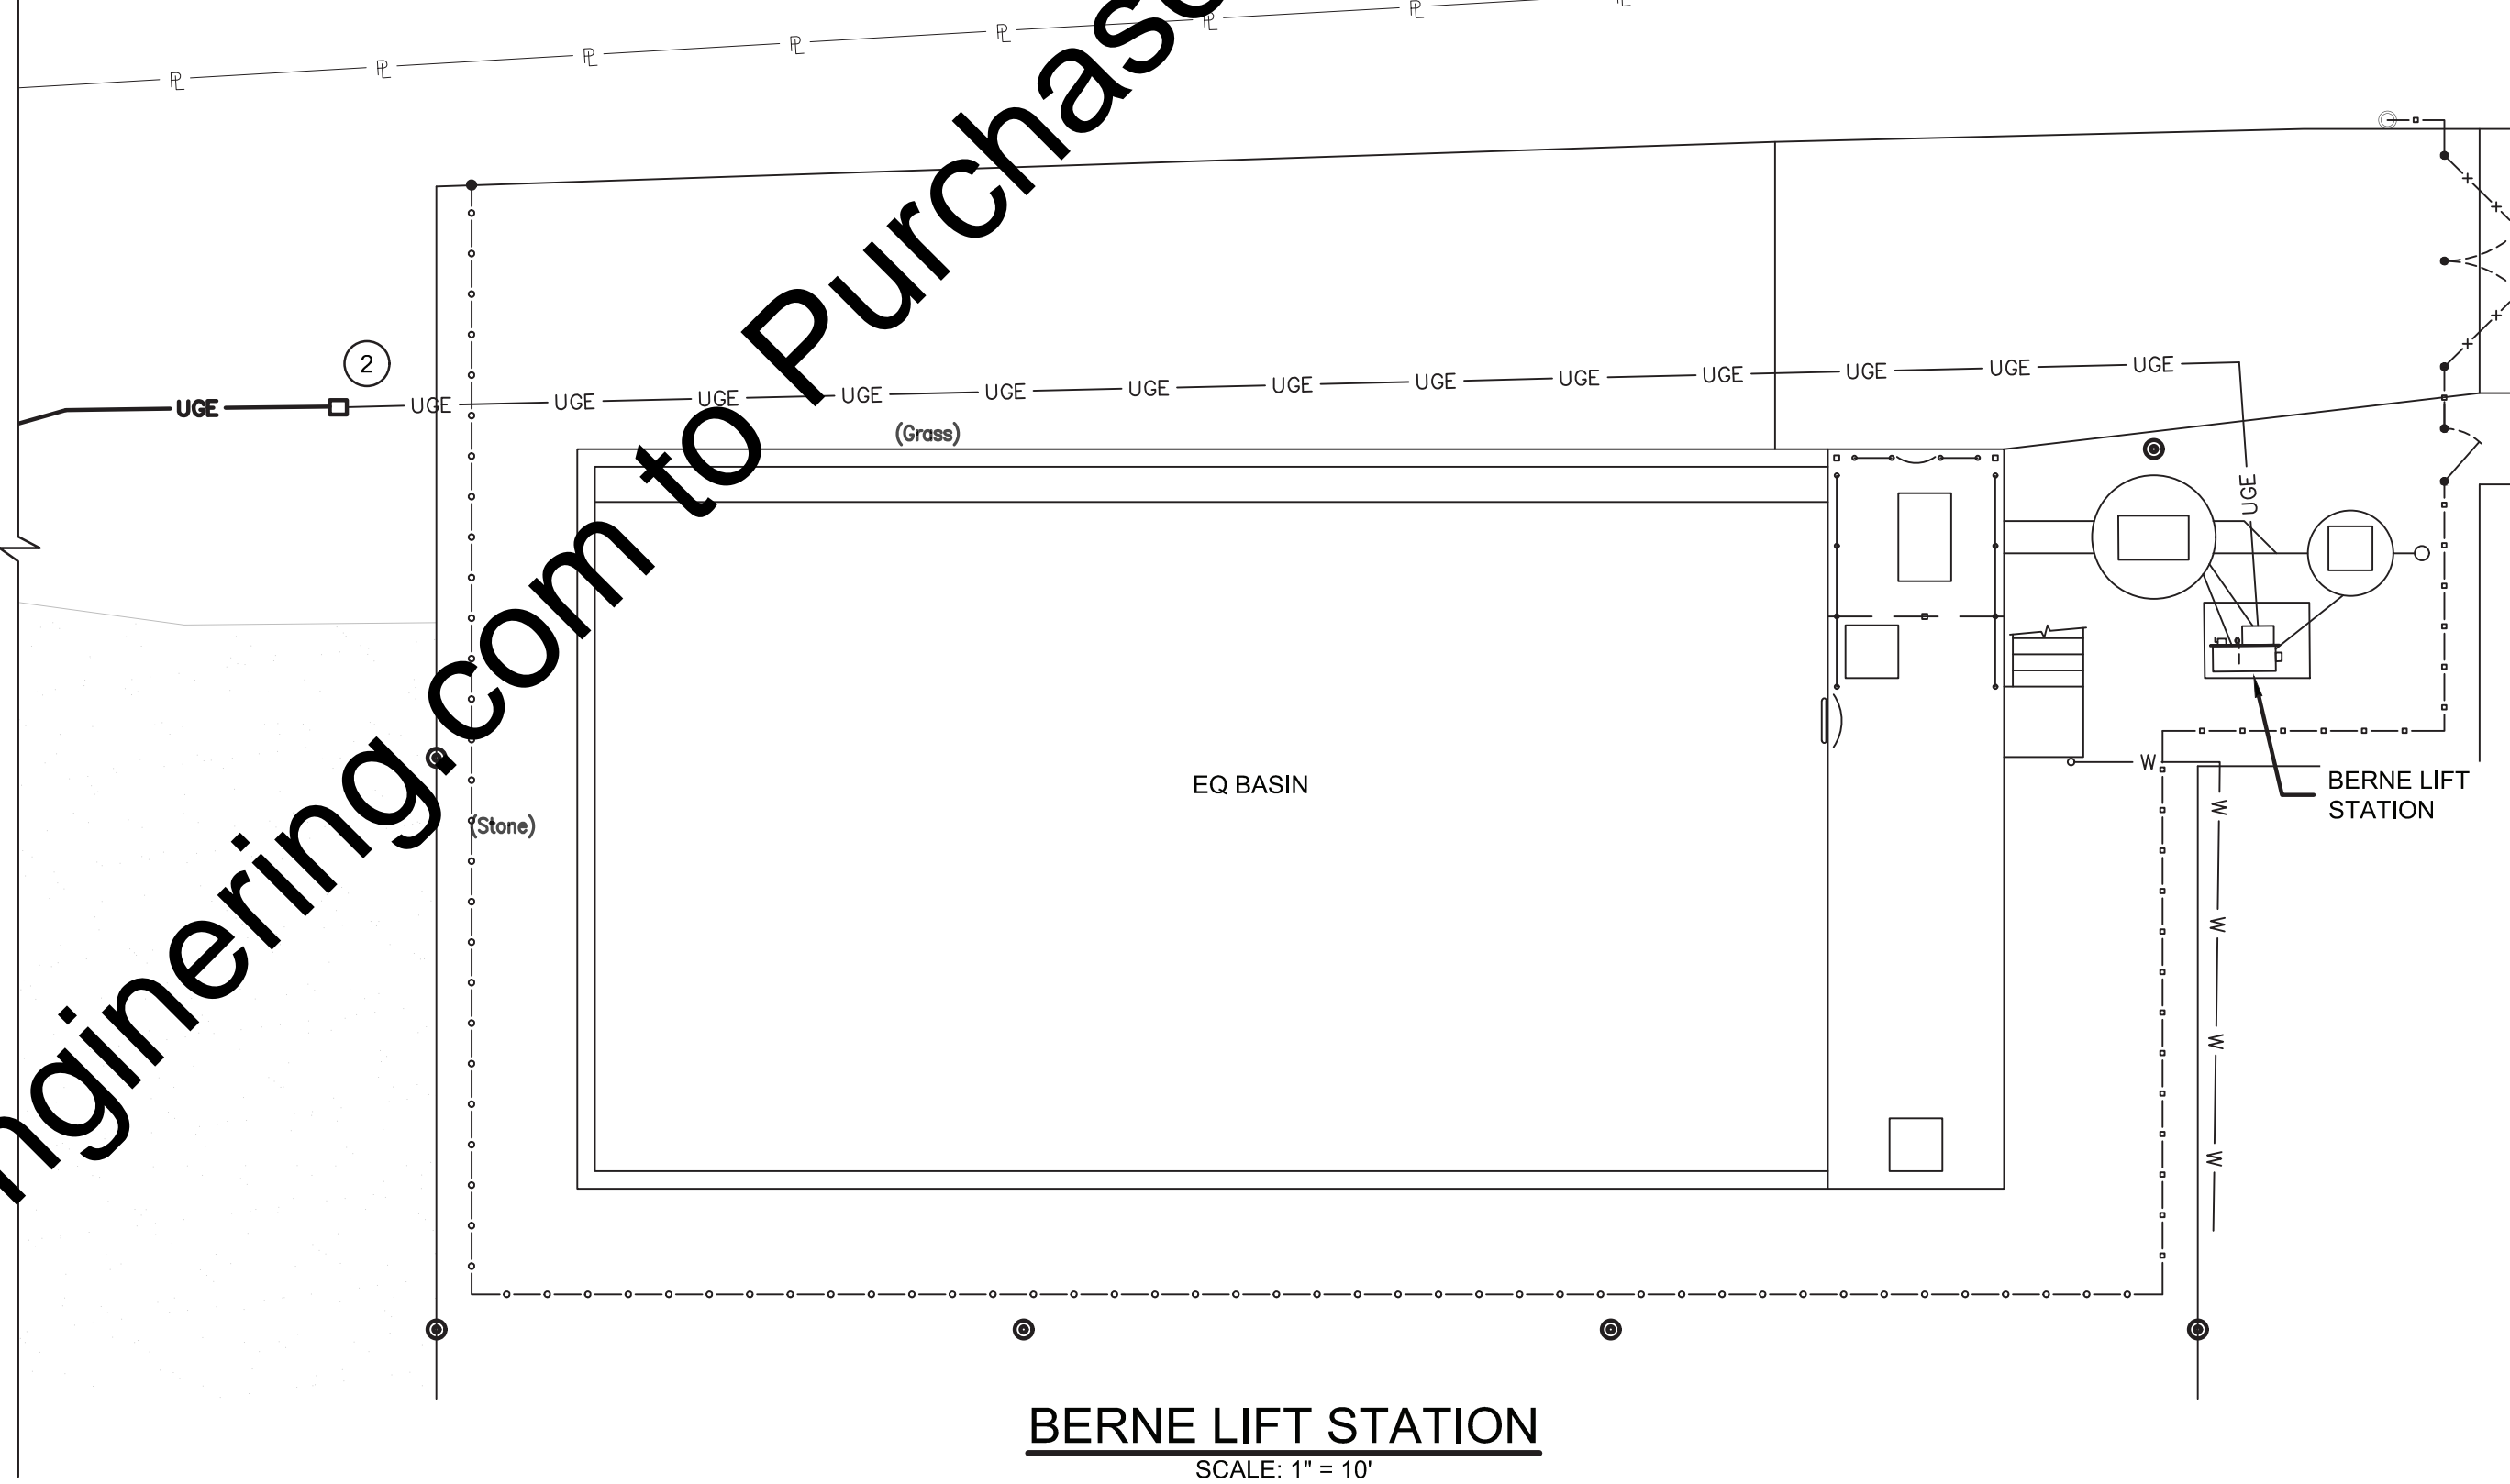 PL PL PL PL PL PL PL PL
2
UGE UGE UGE UGE UGE UGE UGE UGE UGE UGE UGE UGE UGE UGE
(Grass)
UGE
EQ BASIN
W
BERNE LIFT
STATION
(Stone)
W
W
W
W
nginering.com to Purchase
BERNE LIFT STATION
SCALE: 1" = 10'